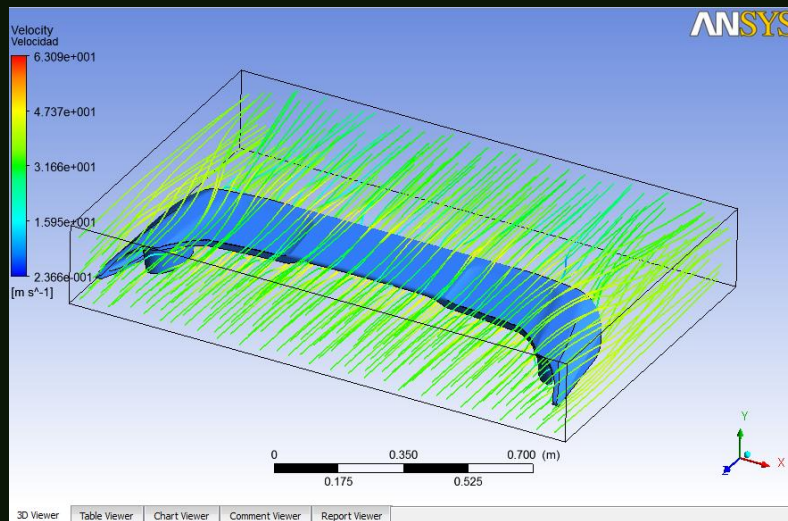 ANSYS
Velocity
Velocidad
6.309e+001
4.737e+001
3.166e+001
1.595e+001
2.366e-001
[m s^-1]
0 0.350 0.700 (m)
0.175 0.525
Y
X
Z
3D Viewer Table Viewer Chart Viewer Comment Viewer Report Viewer